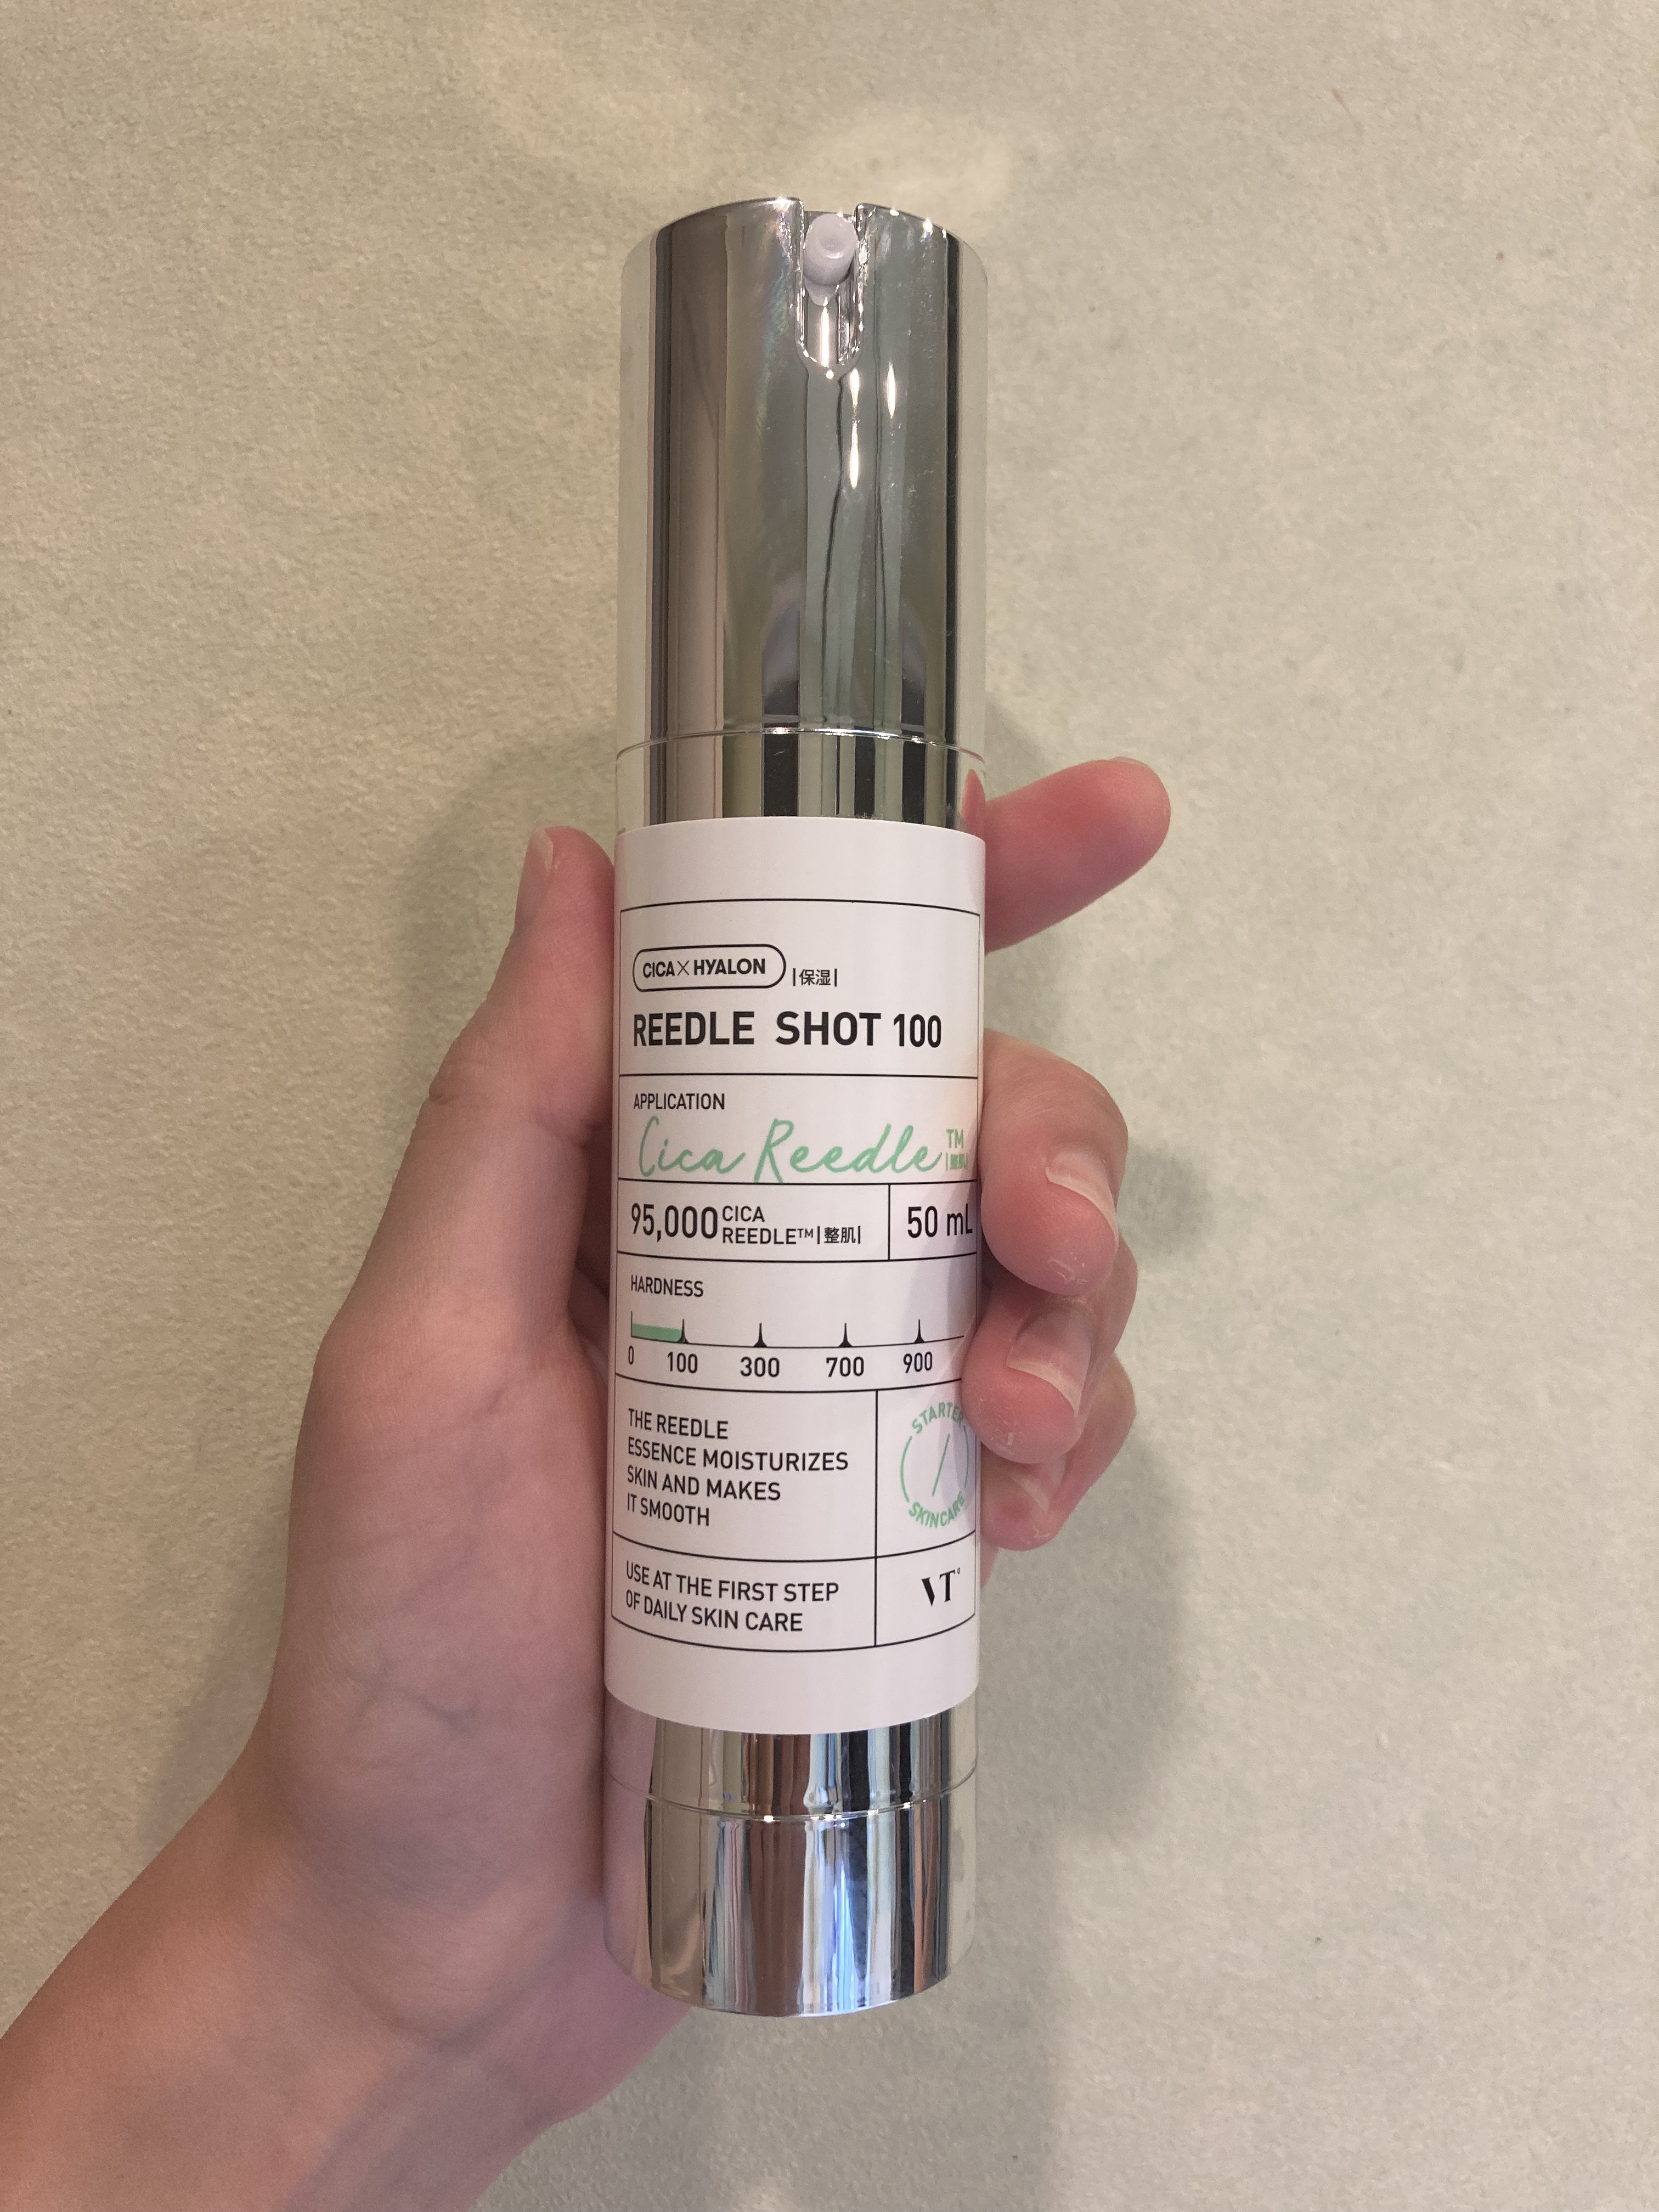 CICA×HYALON |保湿|
REEDLE SHOT 100
APPLICATION
Cica Reedle™
95,000 CICA
REEDLE™|整肌|
50 mL
HARDNESS
0 100 300 700 900
THE REEDLE
ESSENCE MOISTURIZES
SKIN AND MAKES
IT SMOOTH
STARTER
SKINCARE
USE AT THE FIRST STEP
OF DAILY SKIN CARE
VT°